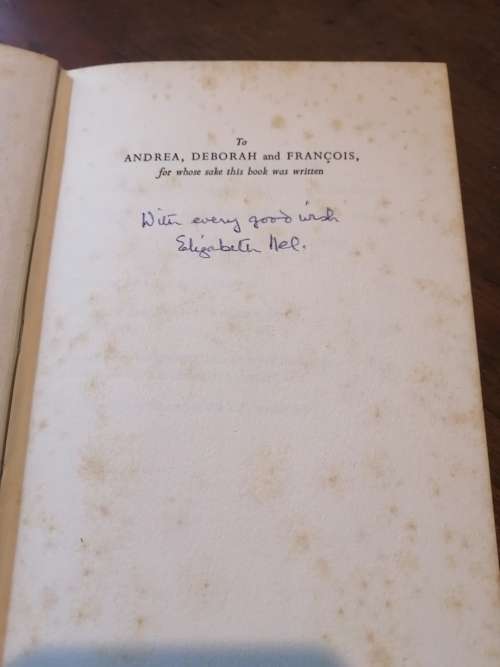 To
ANDREA, DEBORAH and FRANÇOIS,
for whose sake this book was written
With every good wish
Elizabeth Nel.